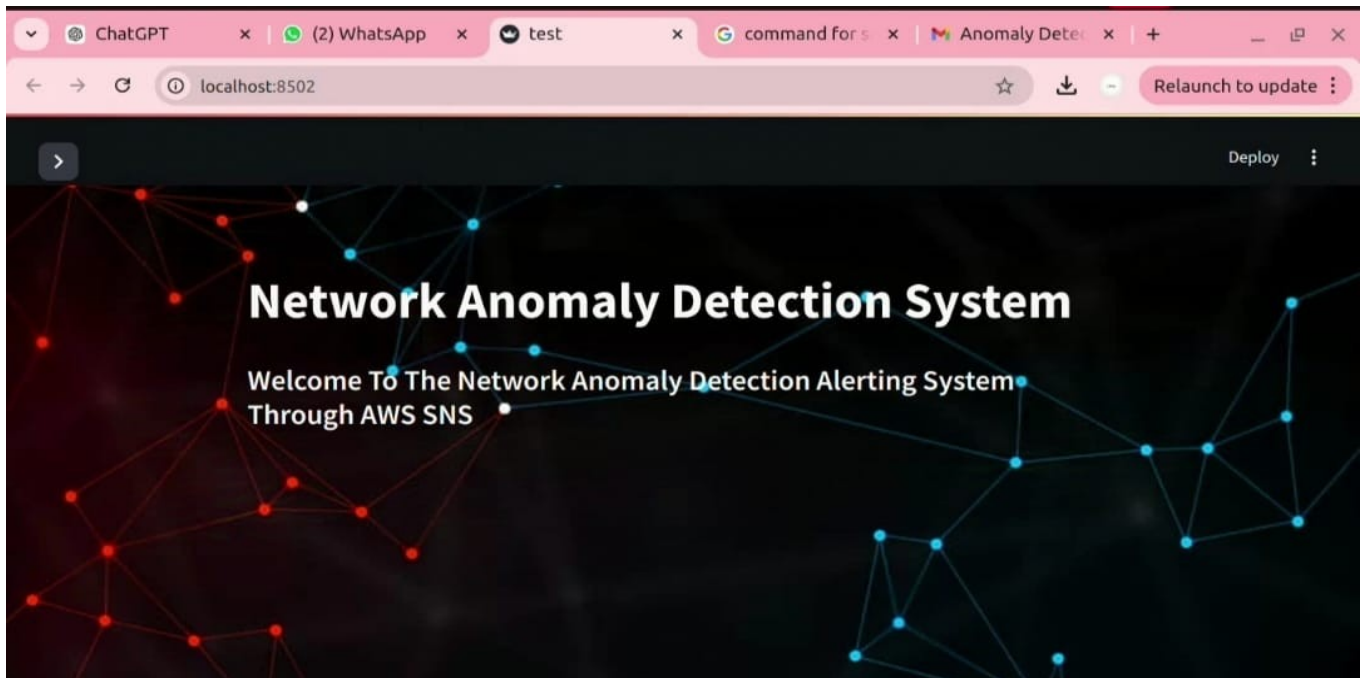 ChatGPT
(2) WhatsApp
test
command for s
Anomaly Detec
localhost:8502
Relaunch to update
Deploy
Network Anomaly Detection System
Welcome To The Network Anomaly Detection Alerting System
Through AWS SNS